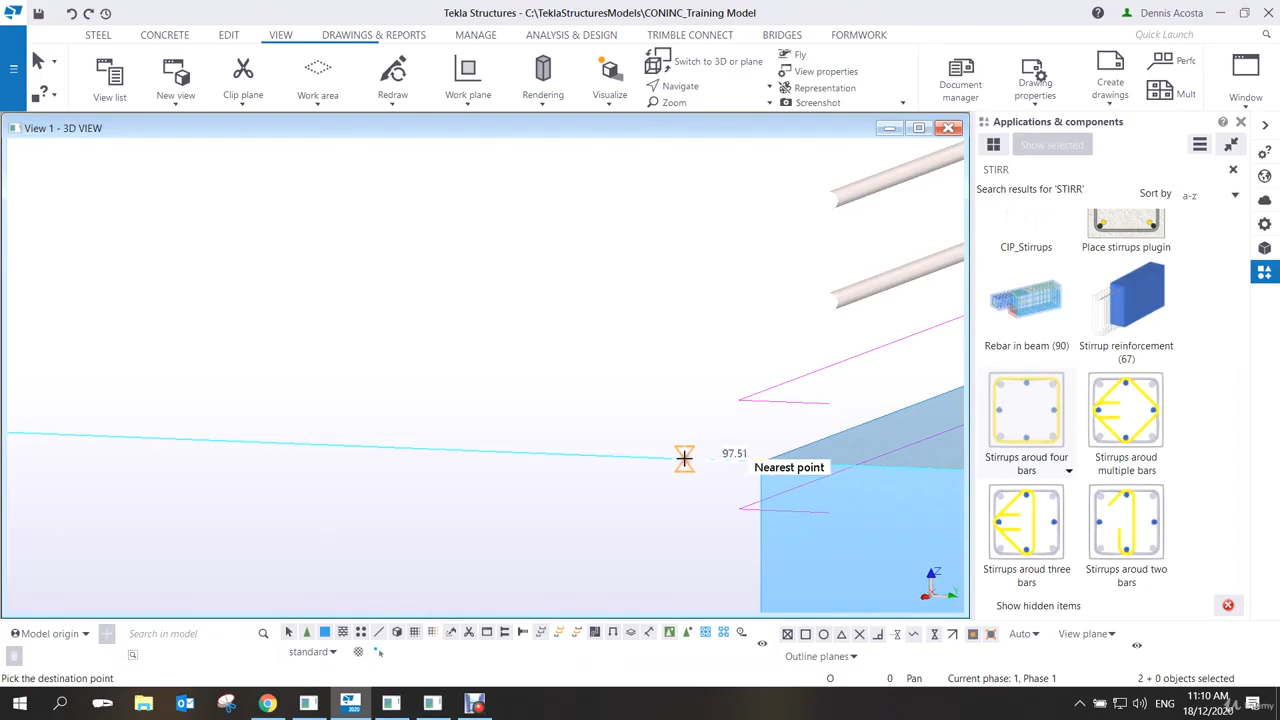 Tekla Structures - C:\TeklaStructuresModels\CONINC_Training Model
Dennis Acosta
STEEL CONCRETE EDIT VIEW DRAWINGS & REPORTS MANAGE ANALYSIS & DESIGN TRIMBLE CONNECT BRIDGES FORMWORK
Quick Launch
View list
New view
Clip plane
Work area
Redraw
Work plane
Rendering
Visualize
Switch to 3D or plane
Navigate
Zoom
Fly
View properties
Representation
Screenshot
Document
manager
Drawing
properties
Create
drawings
Perfc
Mult
Window
View 1 - 3D VIEW
Applications & components
Show selected
STIRR
Search results for 'STIRR'
Sort by
a-z
CIP_Stirrups
Place stirrups plugin
Rebar in beam (90)
Stirrup reinforcement
(67)
Stirrups aroud four
bars
Stirrups aroud
multiple bars
Stirrups aroud three
bars
Stirrups aroud two
bars
Show hidden items
97.51
Nearest point
Z
Y
X
Model origin
Search in model
standard
Auto
View plane
Outline planes
Pick the destination point
O
0
Pan
Current phase: 1, Phase 1
2 + 0 objects selected
ENG
11:10 AM
18/12/2020